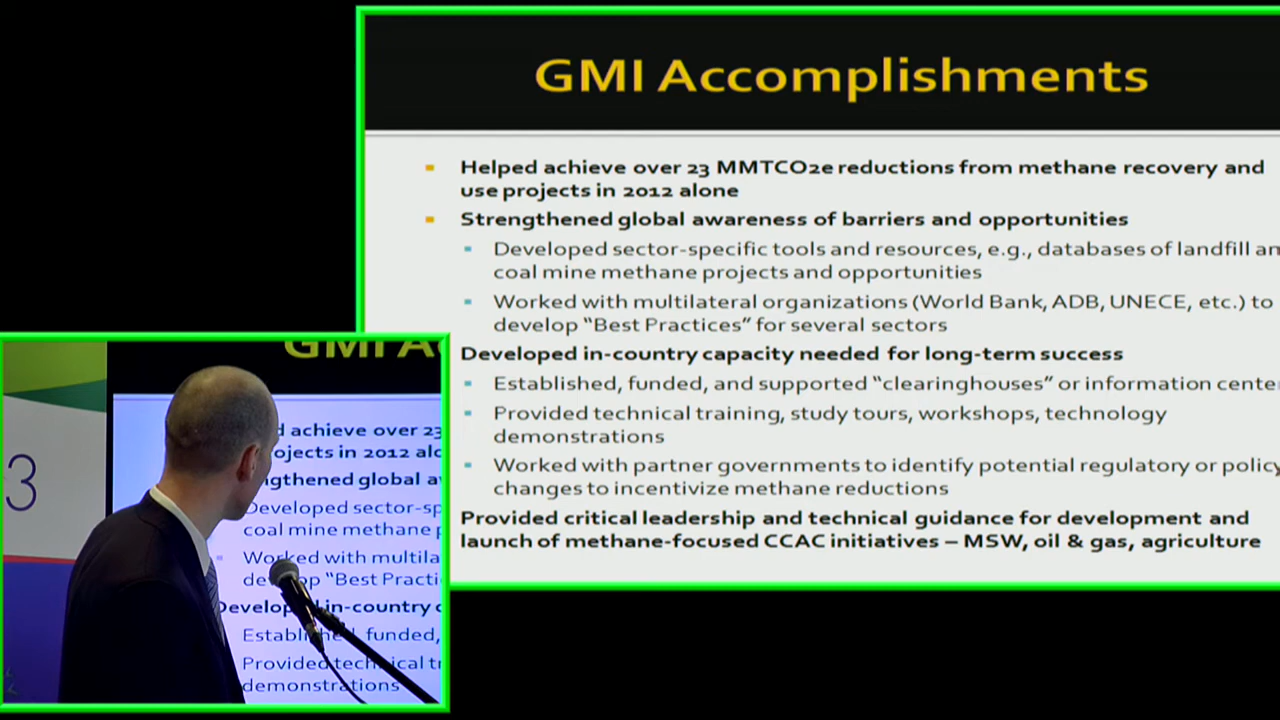 GMI Accomplishments
Helped achieve over 23 MMTCO2e reductions from methane recovery and
use projects in 2012 alone
Strengthened global awareness of barriers and opportunities
Developed sector-specific tools and resources, e.g., databases of landfill an
coal mine methane projects and opportunities
Worked with multilateral organizations (World Bank, ADB, UNECE, etc.) to
develop “Best Practices” for several sectors
Developed in-country capacity needed for long-term success
Established, funded, and supported “clearinghouses” or information cente
Provided technical training, study tours, workshops, technology
demonstrations
Worked with partner governments to identify potential regulatory or policy
changes to incentivize methane reductions
Provided critical leadership and technical guidance for development and
launch of methane-focused CCAC initiatives – MSW, oil & gas, agriculture
GMI A
d achieve over 23
ojects in 2012 alo
gthened global aw
Developed sector-sp
coal mine methane p
Worked with multila
develop “Best Practi
Developed in-country c
Established, funded,
Provided technical tr
demonstrations
3